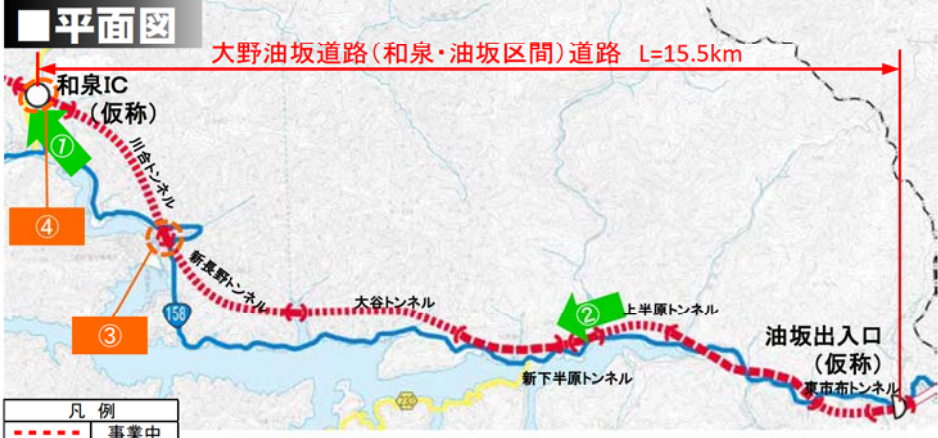 ■平面図
大野油坂道路(和泉・油坂区間)道路 L=15.5km
和泉IC
(仮称)
①
川合トンネル
④
新長野トンネル
③
158
大谷トンネル
②
上半原トンネル
新下半原トンネル
油坂出入口
(仮称)
東市布トンネル
凡 例
事業中